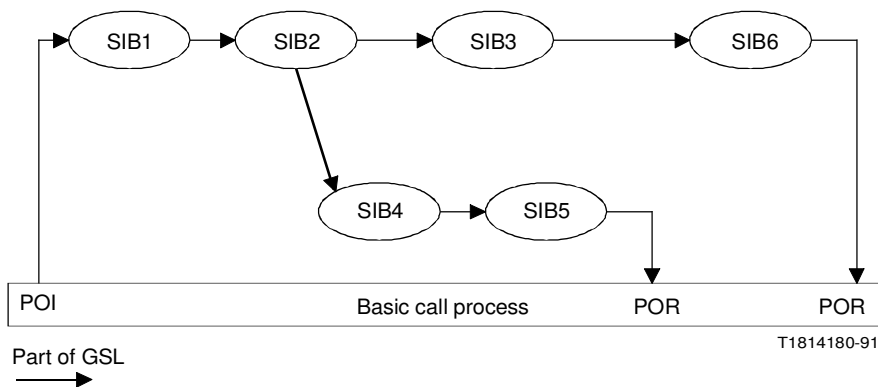 SIB1 SIB2 SIB3 SIB6
SIB4 SIB5
POI Basic call process POR POR
T1814180-91
Part of GSL